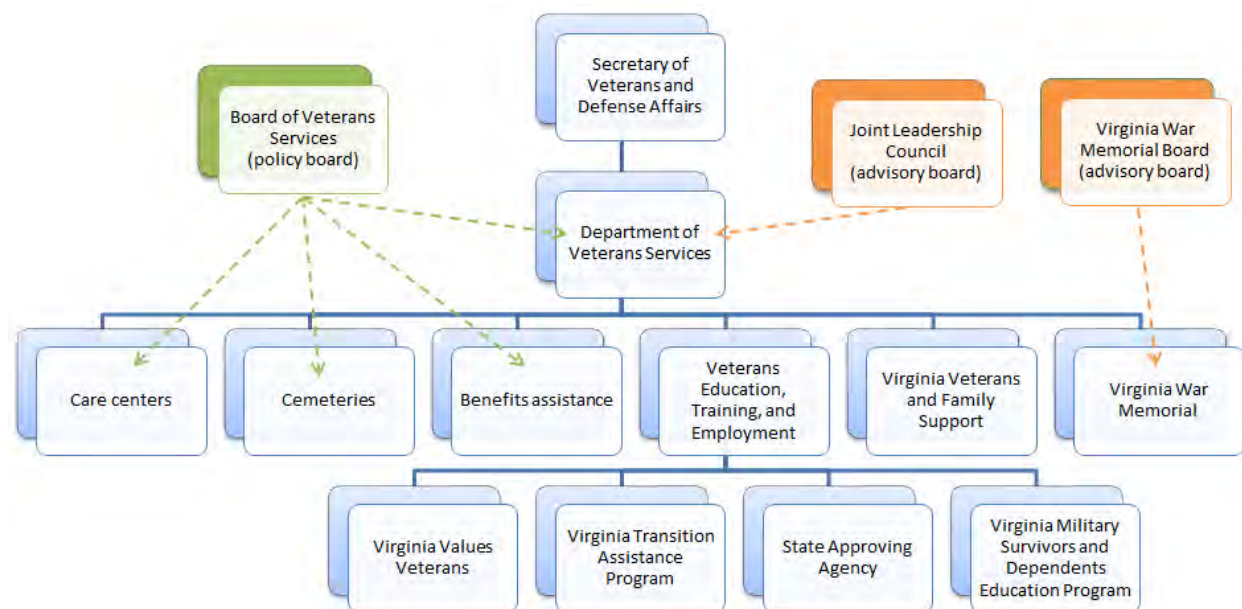 Secretary of
Veterans and
Defense Affairs
Board of Veterans
Services
(policy board)
Joint Leadership
Council
(advisory board)
Virginia War
Memorial Board
(advisory board)
Department of
Veterans Services
Care centers
Cemeteries
Benefits assistance
Veterans
Education,
Training, and
Employment
Virginia Veterans
and Family
Support
Virginia War
Memorial
Virginia Values
Veterans
Virginia Transition
Assistance
Program
State Approving
Agency
Virginia Military
Survivors and
Dependents
Education Program